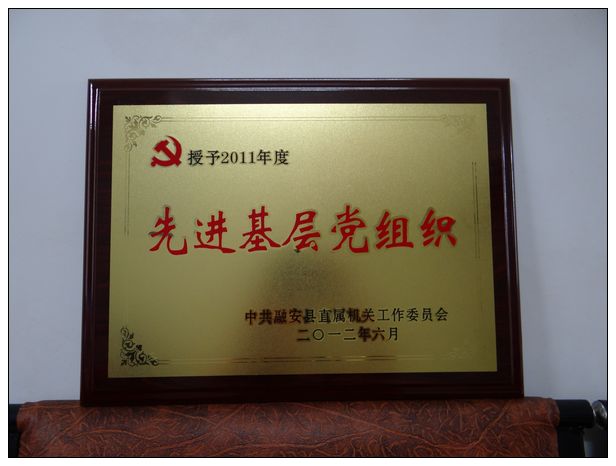 授予2011年度
先进基层党组织
中共融安县直属机关工作委员会
二〇一二年六月